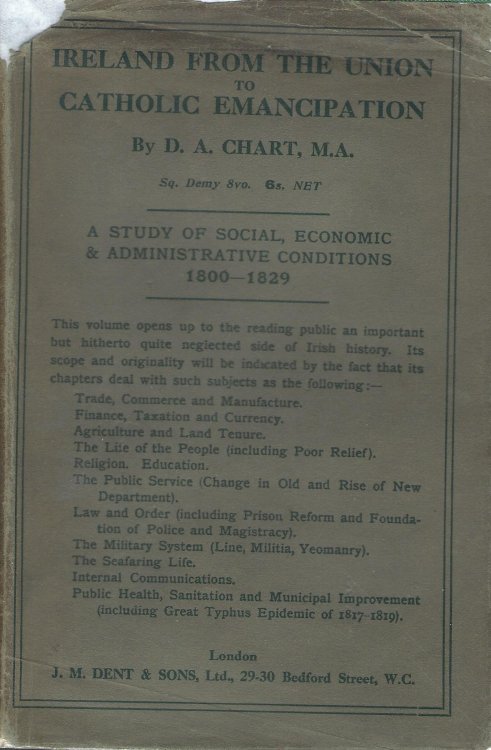 IRELAND FROM THE UNION
TO
CATHOLIC EMANCIPATION
By D. A. CHART, M.A.
Sq. Demy 8vo. 6s. NET
A STUDY OF SOCIAL, ECONOMIC
& ADMINISTRATIVE CONDITIONS
1800—1829
This volume opens up to the reading public an important
but hitherto quite neglected side of Irish history. Its
scope and originality will be indicated by the fact that its
chapters deal with such subjects as the following:—
Trade, Commerce and Manufacture.
Finance, Taxation and Currency.
Agriculture and Land Tenure.
The Life of the People (including Poor Relief).
Religion. Education.
The Public Service (Change in Old and Rise of New
Department).
Law and Order (including Prison Reform and Founda-
tion of Police and Magistracy).
The Military System (Line, Militia, Yeomanry).
The Seafaring Life.
Internal Communications.
Public Health, Sanitation and Municipal Improvement
(including Great Typhus Epidemic of 1817-1819).
London
J. M. DENT & SONS, Ltd., 29-30 Bedford Street, W.C.